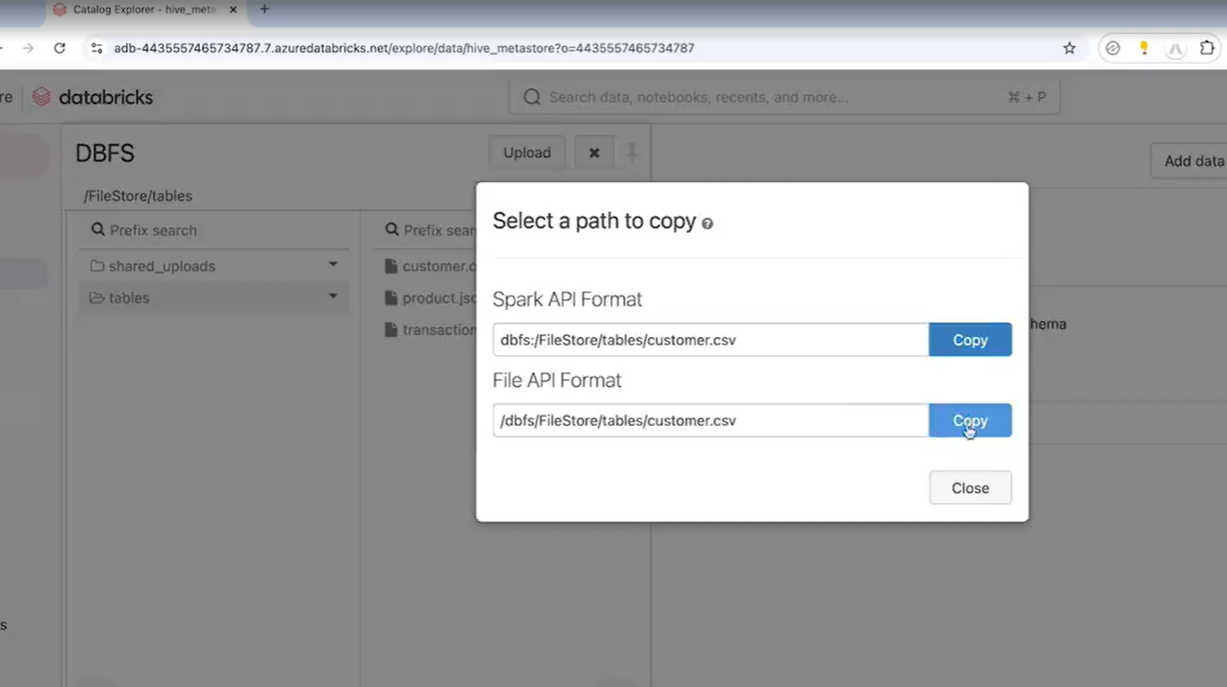 Catalog Explorer - hive_meta
adb-4435557465734787.7.azuredatabricks.net/explore/data/hive_metastore?o=4435557465734787
re
databricks
Search data, notebooks, recents, and more...
⌘ + P
DBFS
Upload
Add data
/FileStore/tables
Select a path to copy
Prefix search
Prefix sear
shared_uploads
customer.c
tables
product.jsc
transaction
Spark API Format
hema
dbfs:/FileStore/tables/customer.csv
Copy
File API Format
/dbfs/FileStore/tables/customer.csv
Copy
Close
s